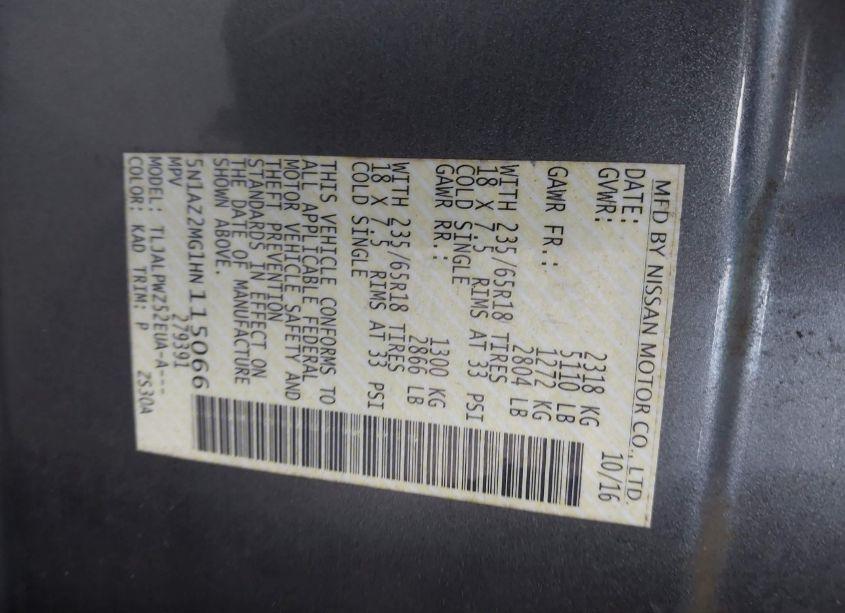 MFD BY NISSAN MOTOR CO., LTD.
DATE: 10/16
GVWR: 2318 KG
5110 LB
GAWR FR.: 1272 KG
2804 LB
WITH 235/65R18 TIRES
18 X 7.5 RIMS AT 33 PSI
COLD SINGLE
GAWR RR.: 1300 KG
2866 LB
WITH 235/65R18 TIRES
18 X 7.5 RIMS AT 33 PSI
COLD SINGLE
THIS VEHICLE CONFORMS TO
ALL APPLICABLE FEDERAL
MOTOR VEHICLE SAFETY AND
THEFT PREVENTION
STANDARDS IN EFFECT ON
THE DATE OF MANUFACTURE
SHOWN ABOVE.
5N1AZ2MG1HN115066
MPV 279391
MODEL: TLJALPWZ52EUA-A---
COLOR: KAD TRIM: P ZS30A